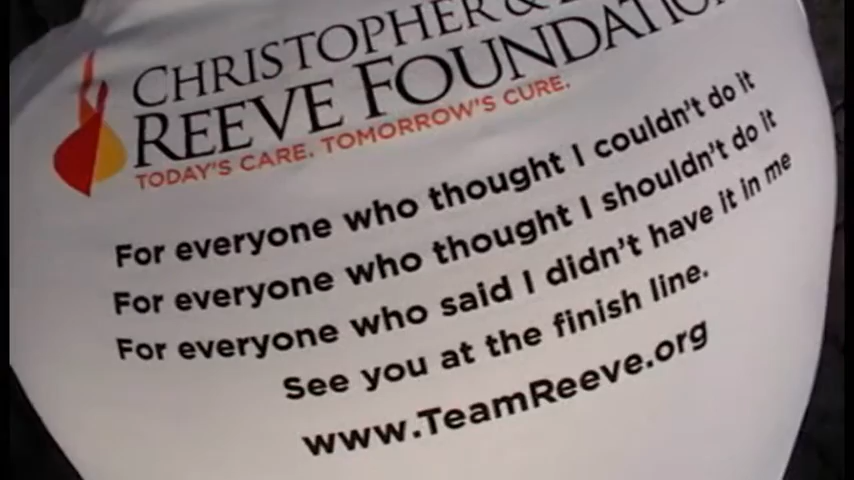 CHRISTOPHER &
REEVE FOUNDATION
TODAY'S CARE. TOMORROW'S CURE.
For everyone who thought I couldn't do it
For everyone who thought I shouldn't do it
For everyone who said I didn't have it in me
See you at the finish line.
www.TeamReeve.org